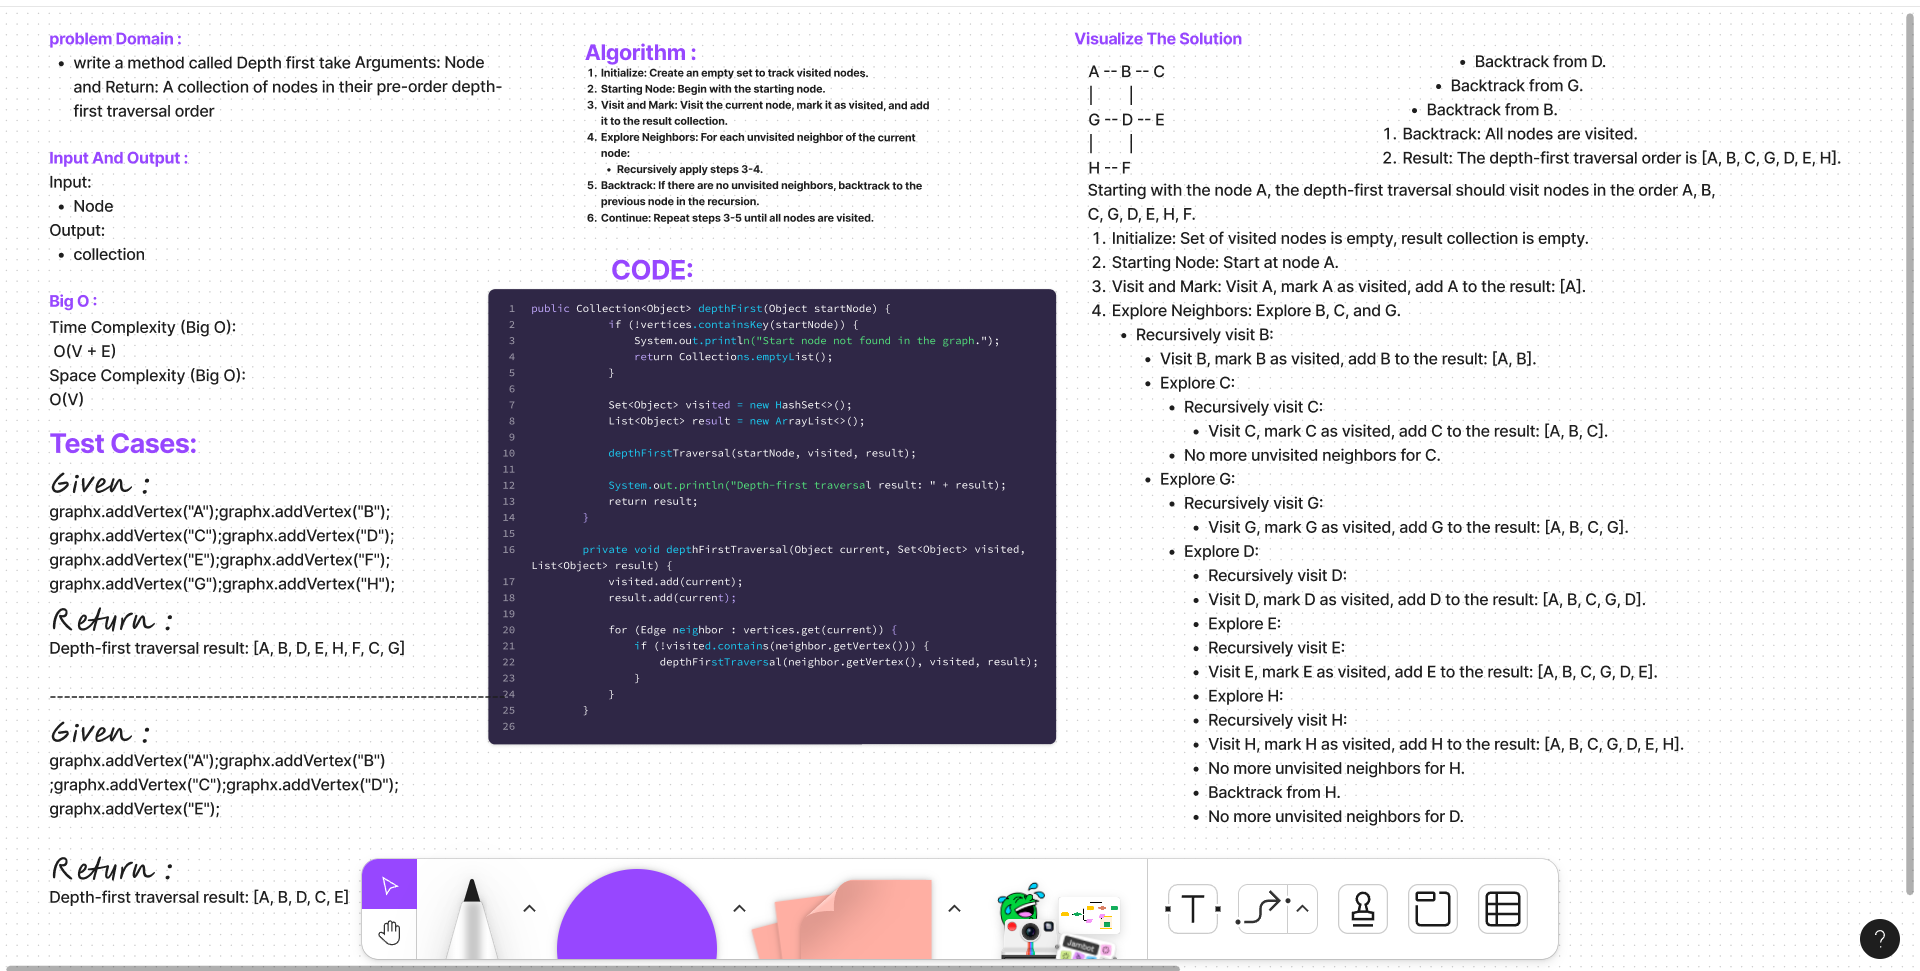 problem Domain :
• write a method called Depth first take Arguments: Node
and Return: A collection of nodes in their pre-order depth-
first traversal order
Input And Output :
Input:
• Node
Output:
• collection
Big O :
Time Complexity (Big O):
O(V + E)
Space Complexity (Big O):
O(V)
Test Cases:
Given :
graphx.addVertex("A");graphx.addVertex("B");
graphx.addVertex("C");graphx.addVertex("D");
graphx.addVertex("E");graphx.addVertex("F");
graphx.addVertex("G");graphx.addVertex("H");
Return :
Depth-first traversal result: [A, B, D, E, H, F, C, G]
Given :
graphx.addVertex("A");graphx.addVertex("B")
;graphx.addVertex("C");graphx.addVertex("D");
graphx.addVertex("E");
Return :
Depth-first traversal result: [A, B, D, C, E]
Algorithm :
1. Initialize: Create an empty set to track visited nodes.
2. Starting Node: Begin with the starting node.
3. Visit and Mark: Visit the current node, mark it as visited, and add
it to the result collection.
4. Explore Neighbors: For each unvisited neighbor of the current
node:
• Recursively apply steps 3-4.
5. Backtrack: If there are no unvisited neighbors, backtrack to the
previous node in the recursion.
6. Continue: Repeat steps 3-5 until all nodes are visited.
CODE:
1 public Collection<Object> depthFirst(Object startNode) {
2 if (!vertices.containsKey(startNode)) {
3 System.out.println("Start node not found in the graph.");
4 return Collections.emptyList();
5 }
6
7 Set<Object> visited = new HashSet<>();
8 List<Object> result = new ArrayList<>();
9
10 depthFirstTraversal(startNode, visited, result);
11
12 System.out.println("Depth-first traversal result: " + result);
13 return result;
14 }
15
16 private void depthFirstTraversal(Object current, Set<Object> visited,
List<Object> result) {
17 visited.add(current);
18 result.add(current);
19
20 for (Edge neighbor : vertices.get(current)) {
21 if (!visited.contains(neighbor.getVertex())) {
22 depthFirstTraversal(neighbor.getVertex(), visited, result);
23 }
24 }
25 }
26
Visualize The Solution
A -- B -- C
| |
G -- D -- E
| |
H -- F
Starting with the node A, the depth-first traversal should visit nodes in the order A, B,
C, G, D, E, H, F.
1. Initialize: Set of visited nodes is empty, result collection is empty.
2. Starting Node: Start at node A.
3. Visit and Mark: Visit A, mark A as visited, add A to the result: [A].
4. Explore Neighbors: Explore B, C, and G.
• Recursively visit B:
• Visit B, mark B as visited, add B to the result: [A, B].
• Explore C:
• Recursively visit C:
• Visit C, mark C as visited, add C to the result: [A, B, C].
• No more unvisited neighbors for C.
• Explore G:
• Recursively visit G:
• Visit G, mark G as visited, add G to the result: [A, B, C, G].
• Explore D:
• Recursively visit D:
• Visit D, mark D as visited, add D to the result: [A, B, C, G, D].
• Explore E:
• Recursively visit E:
• Visit E, mark E as visited, add E to the result: [A, B, C, G, D, E].
• Explore H:
• Recursively visit H:
• Visit H, mark H as visited, add H to the result: [A, B, C, G, D, E, H].
• No more unvisited neighbors for H.
• Backtrack from H.
• No more unvisited neighbors for D.
• Backtrack from D.
• Backtrack from G.
• Backtrack from B.
1. Backtrack: All nodes are visited.
2. Result: The depth-first traversal order is [A, B, C, G, D, E, H].
Jambot
T
?